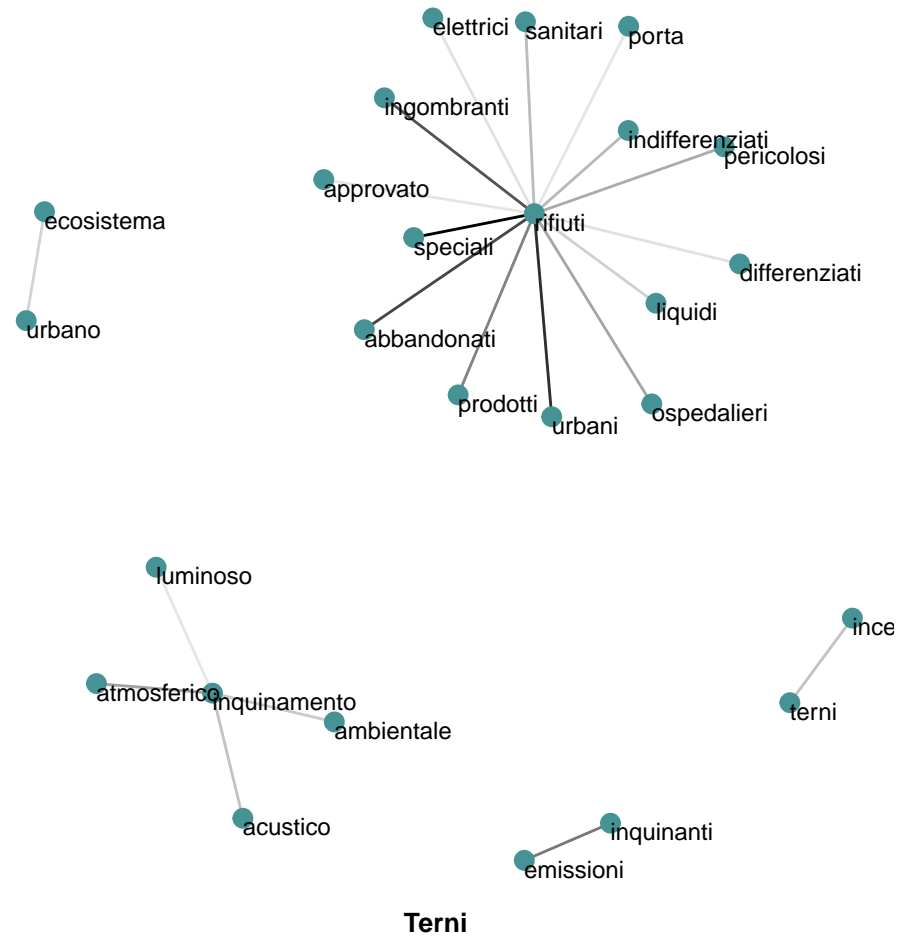 elettrici
sanitari
porta
ingombranti
indifferenziati
pericolosi
approvato
ecosistema
rifiuti
speciali
differenziati
liquidi
urbano
abbandonati
prodotti
ospedalieri
urbani
luminoso
ince
atmosferico
inquinamento
terni
ambientale
acustico
inquinanti
emissioni
Terni